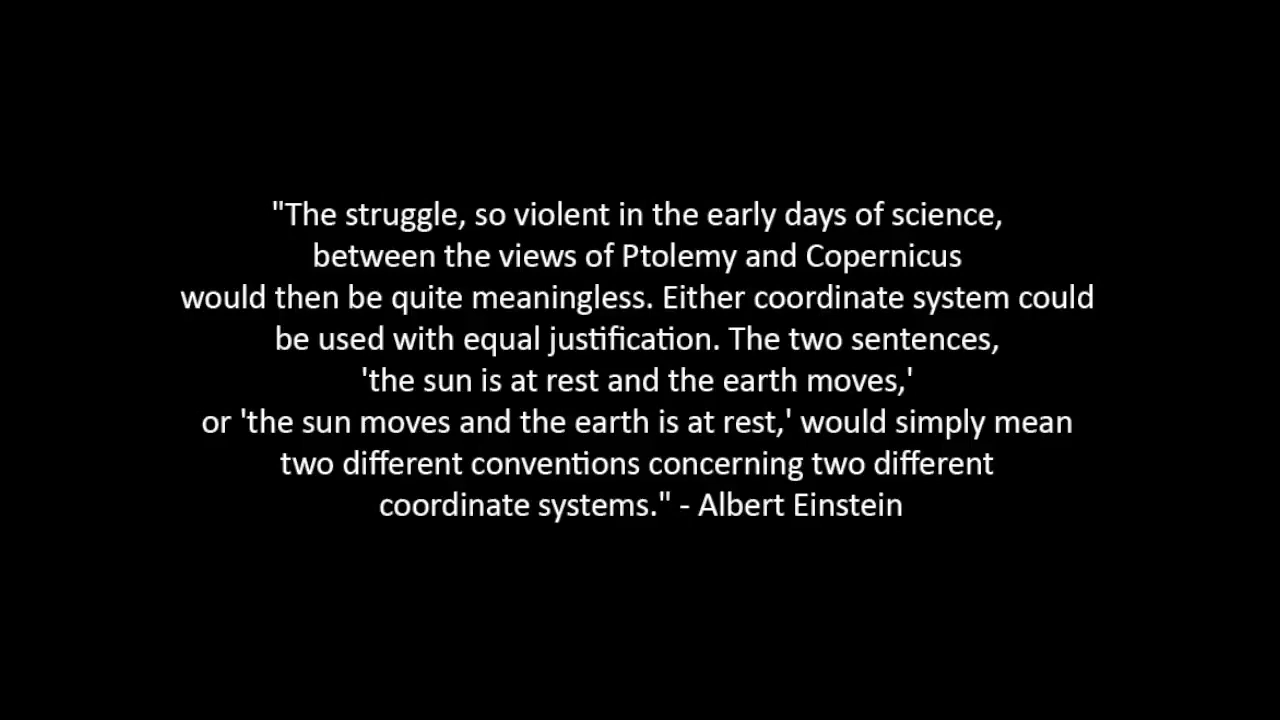 "The struggle, so violent in the early days of science,
between the views of Ptolemy and Copernicus
would then be quite meaningless. Either coordinate system could
be used with equal justification. The two sentences,
'the sun is at rest and the earth moves,'
or 'the sun moves and the earth is at rest,' would simply mean
two different conventions concerning two different
coordinate systems." - Albert Einstein